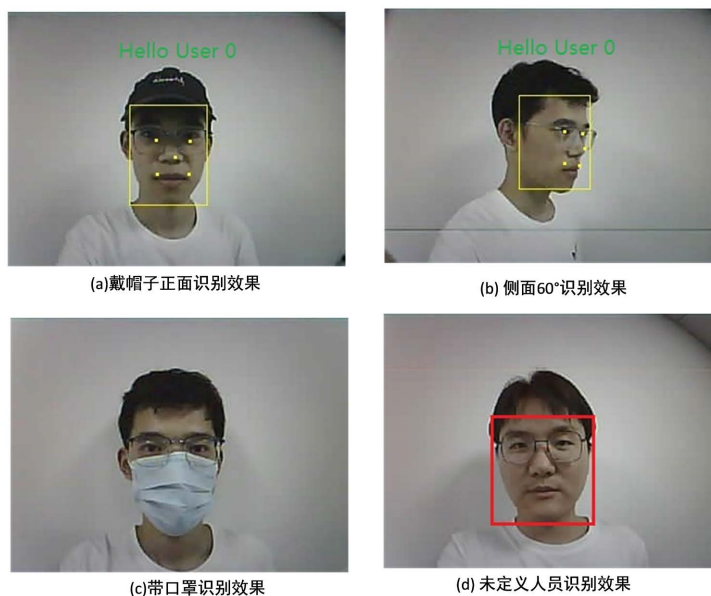 Hello User 0
Hello User 0
(a)戴帽子正面识别效果
(b) 侧面60°识别效果
(c)带口罩识别效果
(d) 未定义人员识别效果